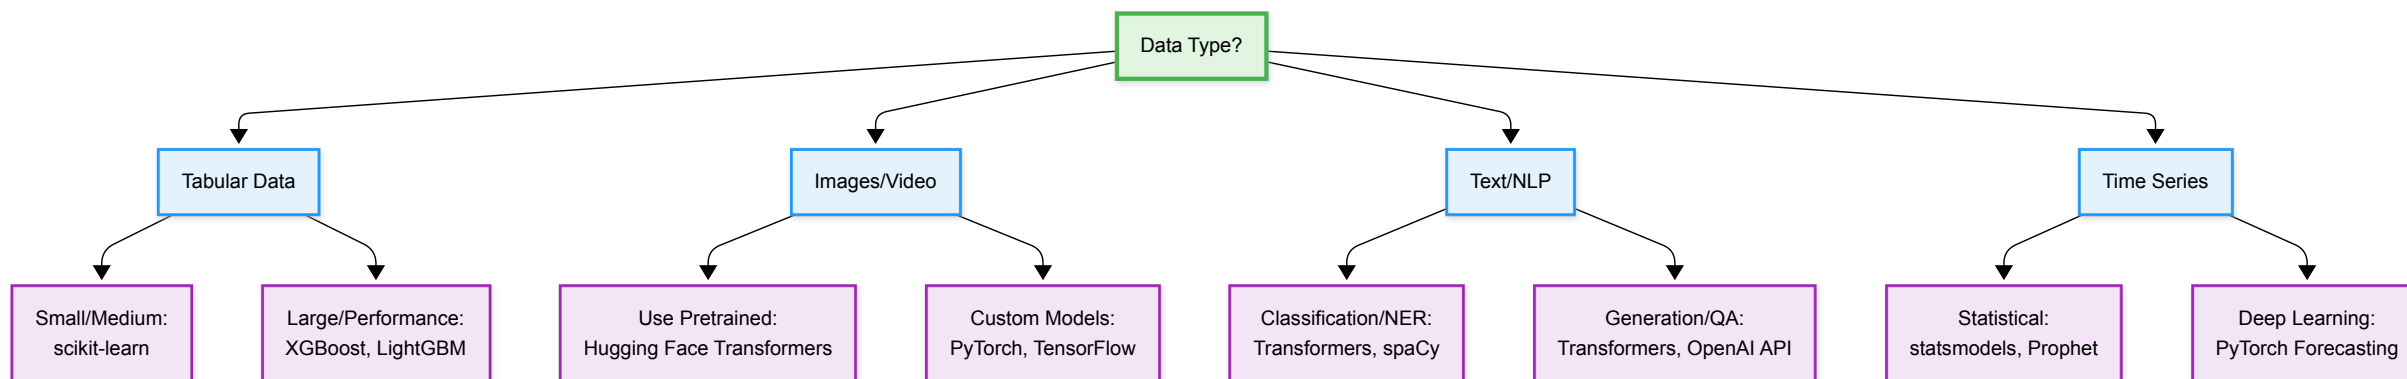 Data Type?
Tabular Data
Images/Video
Text/NLP
Time Series
Small/Medium:
scikit-learn
Large/Performance:
XGBoost, LightGBM
Use Pretrained:
Hugging Face Transformers
Custom Models:
PyTorch, TensorFlow
Classification/NER:
Transformers, spaCy
Generation/QA:
Transformers, OpenAI API
Statistical:
statsmodels, Prophet
Deep Learning:
PyTorch Forecasting